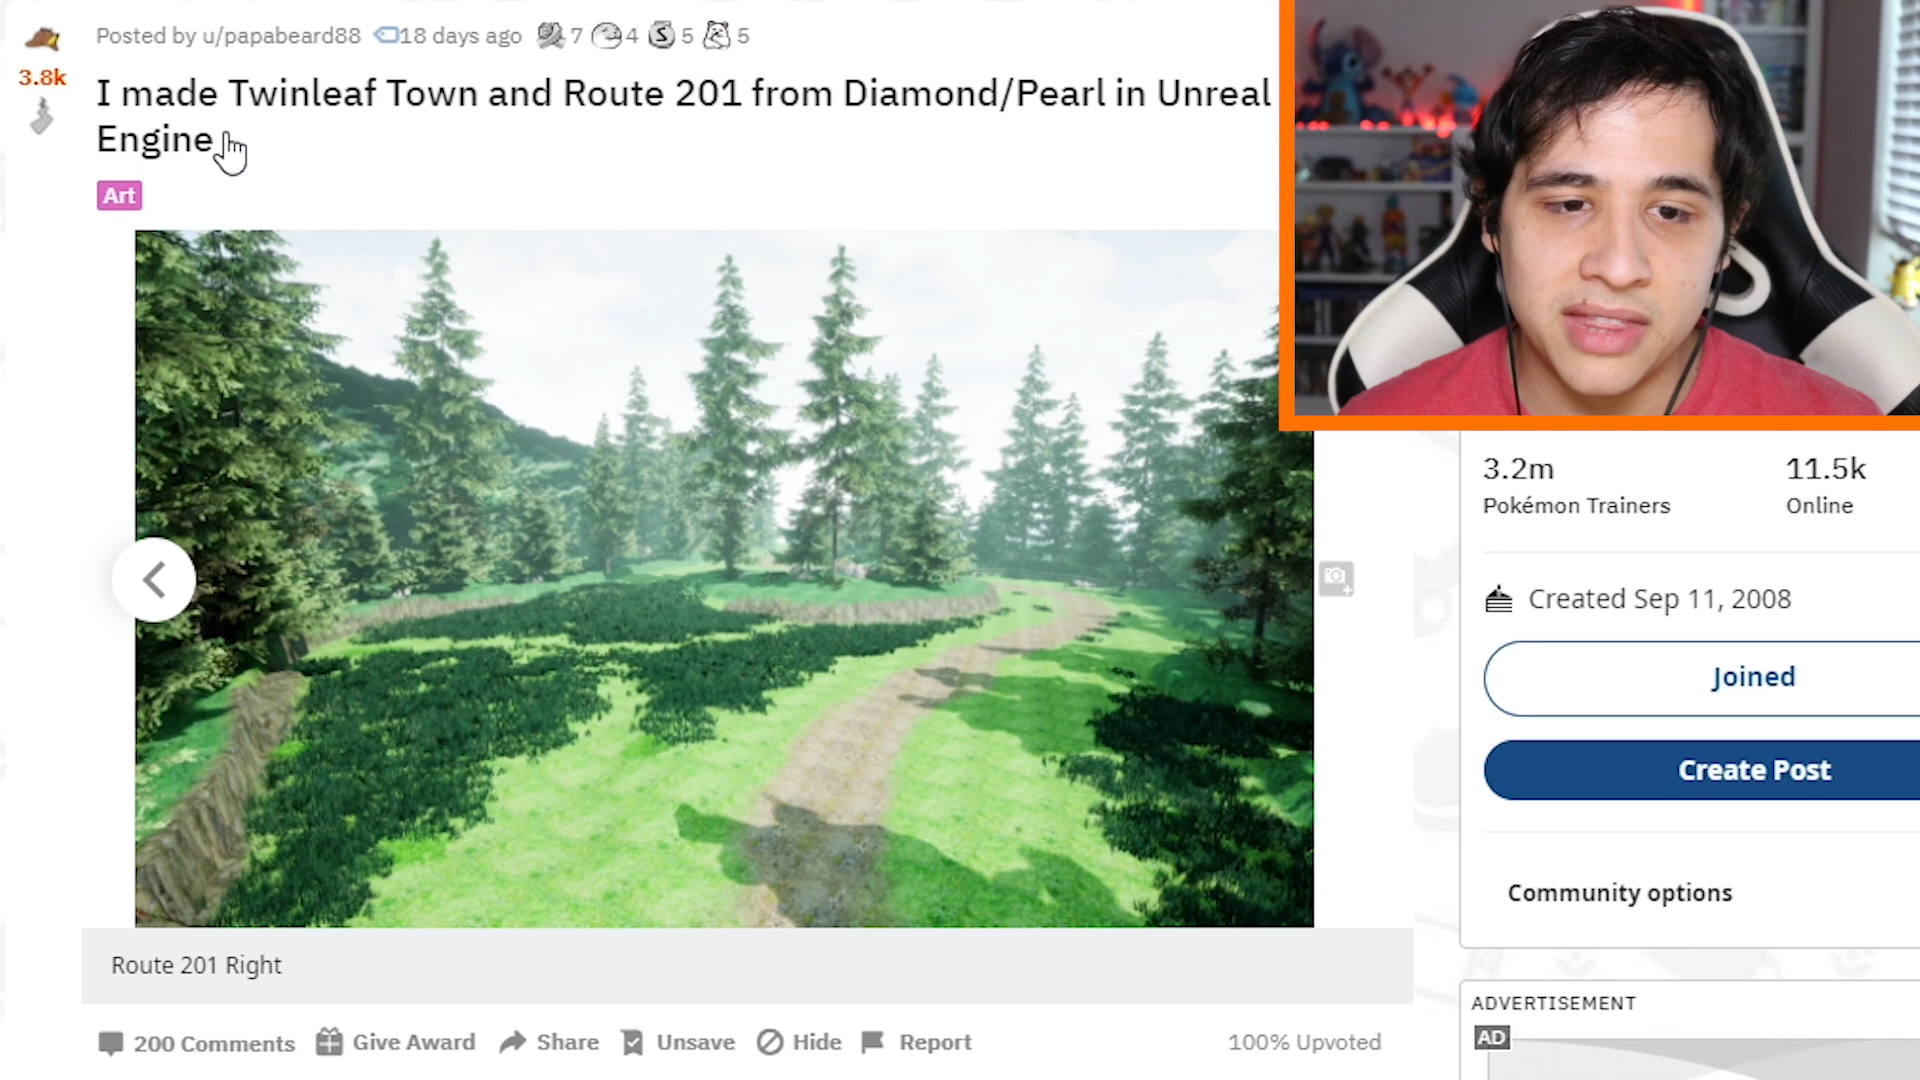 Posted by u/papabeard88 18 days ago 7 4 S 5 5
3.8k
I made Twinleaf Town and Route 201 from Diamond/Pearl in Unreal
Engine
Art
3.2m
Pokémon Trainers
11.5k
Online
Created Sep 11, 2008
Joined
Create Post
Community options
Route 201 Right
ADVERTISEMENT
AD
200 Comments Give Award Share Unsave Hide Report 100% Upvoted